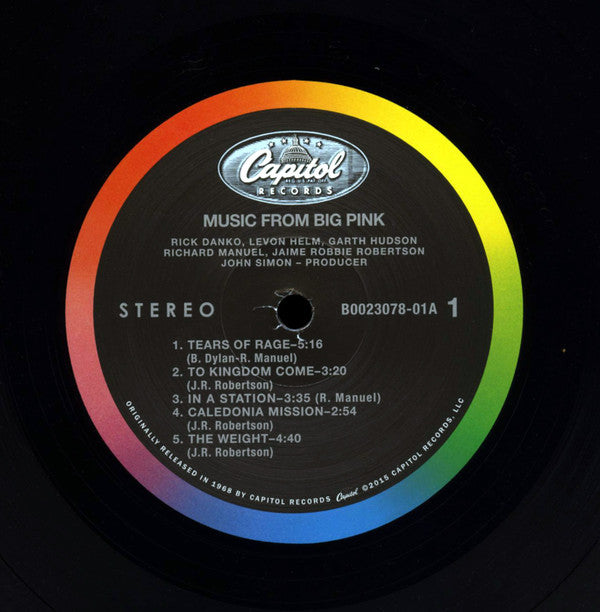 Capitol
REG. U.S. PAT. OFF.
RECORDS
MUSIC FROM BIG PINK
RICK DANKO, LEVON HELM, GARTH HUDSON
RICHARD MANUEL, JAIME ROBBIE ROBERTSON
JOHN SIMON – PRODUCER
STEREO
B0023078-01A 1
1. TEARS OF RAGE–5:16
(B. Dylan-R. Manuel)
2. TO KINGDOM COME–3:20
(J.R. Robertson)
3. IN A STATION–3:35 (R. Manuel)
4. CALEDONIA MISSION–2:54
(J.R. Robertson)
5. THE WEIGHT–4:40
(J.R. Robertson)
ORIGINALLY RELEASED IN 1968 BY CAPITOL RECORDS Capitol ©2015 CAPITOL RECORDS, LLC